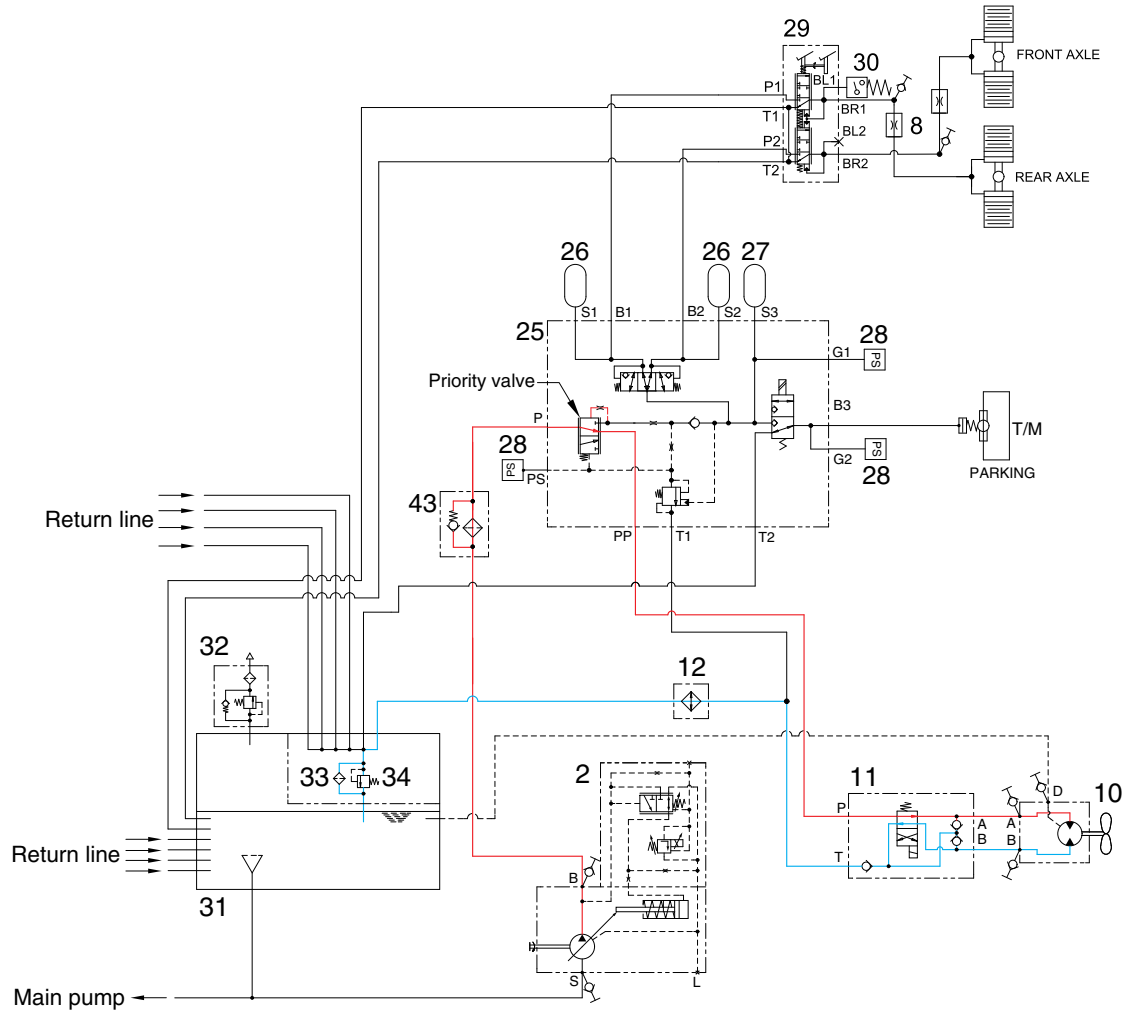 29
30
FRONT AXLE
P1
BL1
T1
BR1
8
P2
BL2
T2
BR2
REAR AXLE
26
26
27
S1
B1
B2
S2
S3
25
28
G1
PS
Priority valve
P
B3
T/M
28
PS
PS
G2
PS
28
PARKING
43
Return line
PP
T1
T2
32
12
33
34
2
11
D
10
P
A
A
B
B
T
Return line
B
31
S
L
Main pump